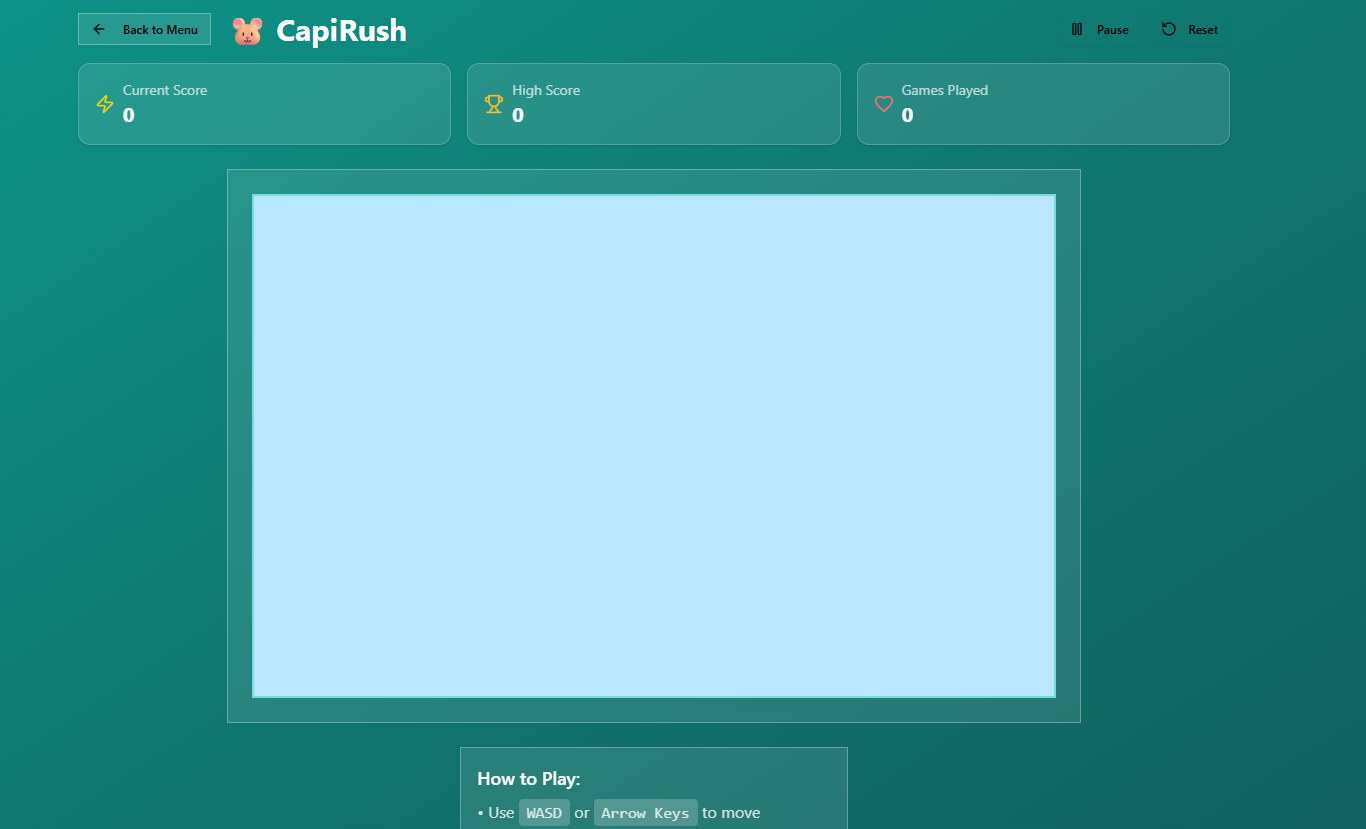 Back to Menu
CapiRush
Pause
Reset
Current Score
0
High Score
0
Games Played
0
How to Play:
• Use WASD or Arrow Keys to move